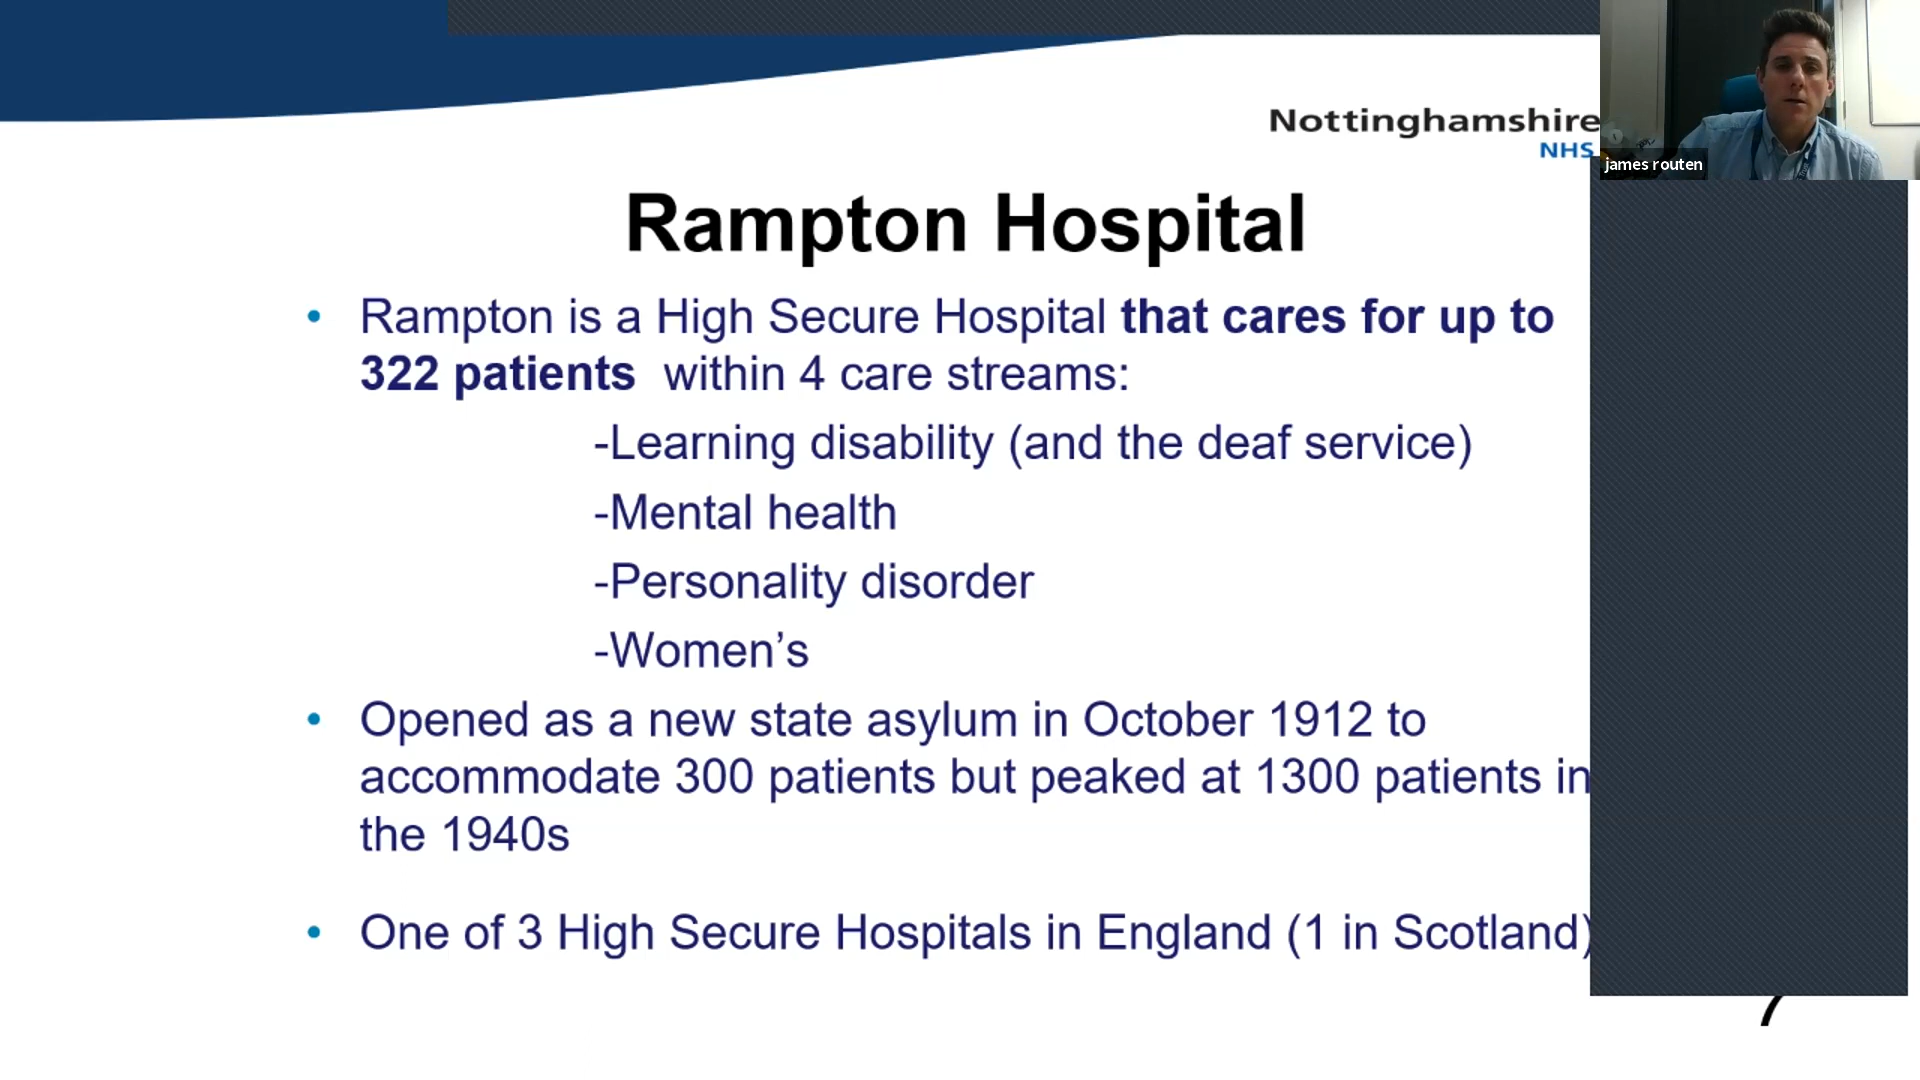 Nottinghamshire
NHS
james routen
Rampton Hospital
• Rampton is a High Secure Hospital that cares for up to
322 patients within 4 care streams:
-Learning disability (and the deaf service)
-Mental health
-Personality disorder
-Women’s
• Opened as a new state asylum in October 1912 to
accommodate 300 patients but peaked at 1300 patients in
the 1940s
• One of 3 High Secure Hospitals in England (1 in Scotland)